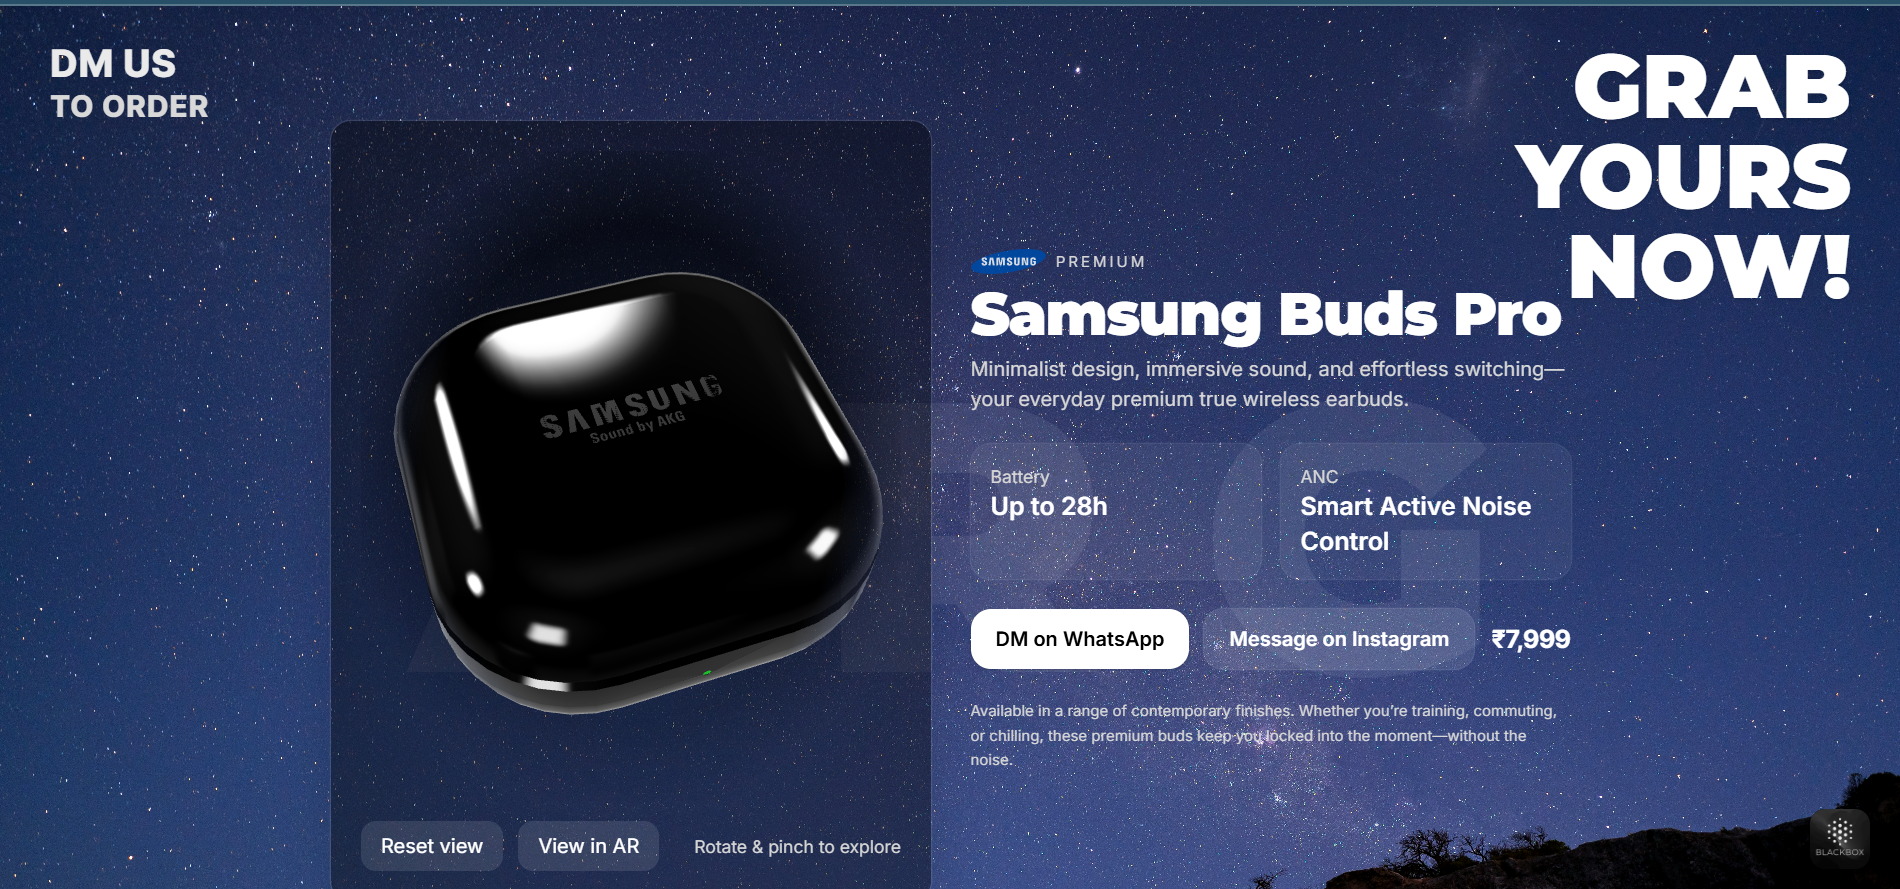 DM US
TO ORDER
GRAB
YOURS
NOW!
SAMSUNG
Sound by AKG
SAMSUNG PREMIUM
Samsung Buds Pro
Minimalist design, immersive sound, and effortless switching—
your everyday premium true wireless earbuds.
Battery
Up to 28h
ANC
Smart Active Noise
Control
DM on WhatsApp
Message on Instagram
₹7,999
Available in a range of contemporary finishes. Whether you’re training, commuting,
or chilling, these premium buds keep you locked into the moment—without the
noise.
Reset view
View in AR
Rotate & pinch to explore
BLACKBOX